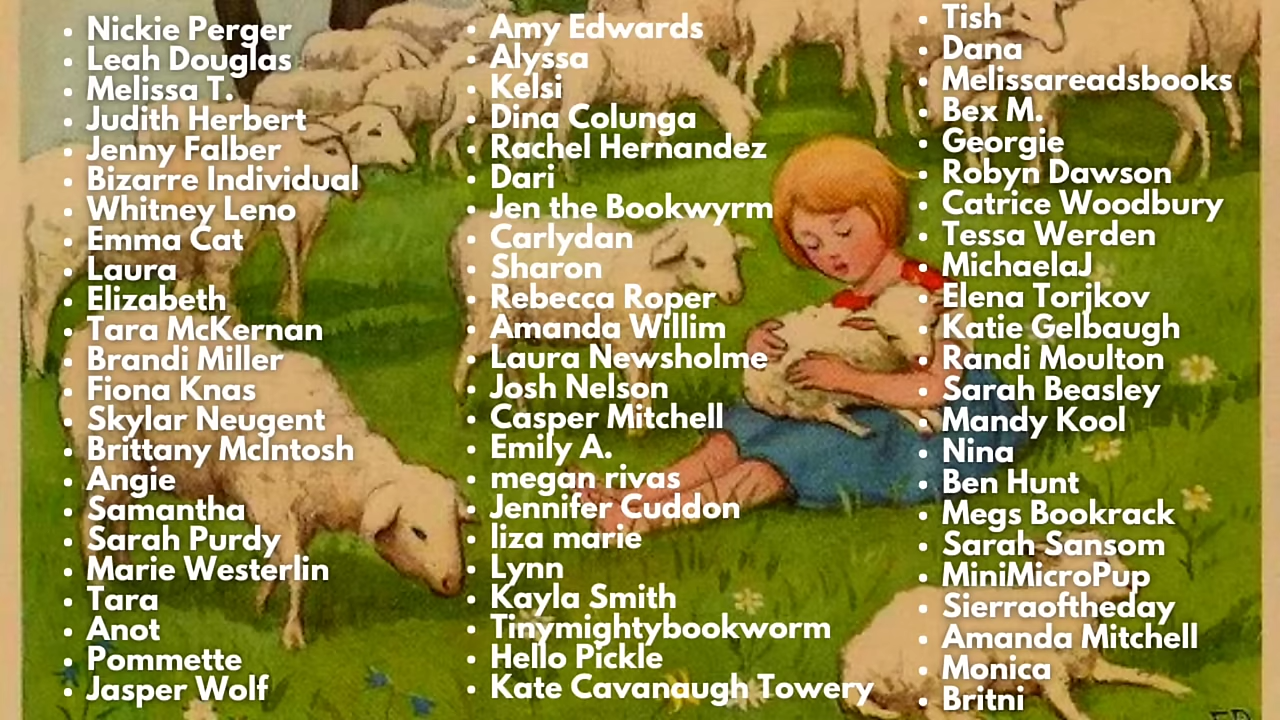 • Nickie Perger
• Leah Douglas
• Melissa T.
• Judith Herbert
• Jenny Falber
• Bizarre Individual
• Whitney Leno
• Emma Cat
• Laura
• Elizabeth
• Tara McKernan
• Brandi Miller
• Fiona Knas
• Skylar Neugent
• Brittany McIntosh
• Angie
• Samantha
• Sarah Purdy
• Marie Westerlin
• Tara
• Anot
• Pommette
• Jasper Wolf
• Amy Edwards
• Alyssa
• Kelsi
• Dina Colunga
• Rachel Hernandez
• Dari
• Jen the Bookwyrm
• Carlydan
• Sharon
• Rebecca Roper
• Amanda Willim
• Laura Newsholme
• Josh Nelson
• Casper Mitchell
• Emily A.
• megan rivas
• Jennifer Cuddon
• liza marie
• Lynn
• Kayla Smith
• Tinymightybookworm
• Hello Pickle
• Kate Cavanaugh Towery
• Tish
• Dana
• Melissareadsbooks
• Bex M.
• Georgie
• Robyn Dawson
• Catrice Woodbury
• Tessa Werden
• MichaelaJ
• Elena Torjkov
• Katie Gelbaugh
• Randi Moulton
• Sarah Beasley
• Mandy Kool
• Nina
• Ben Hunt
• Megs Bookrack
• Sarah Sansom
• MiniMicroPup
• Sierraoftheday
• Amanda Mitchell
• Monica
• Britni